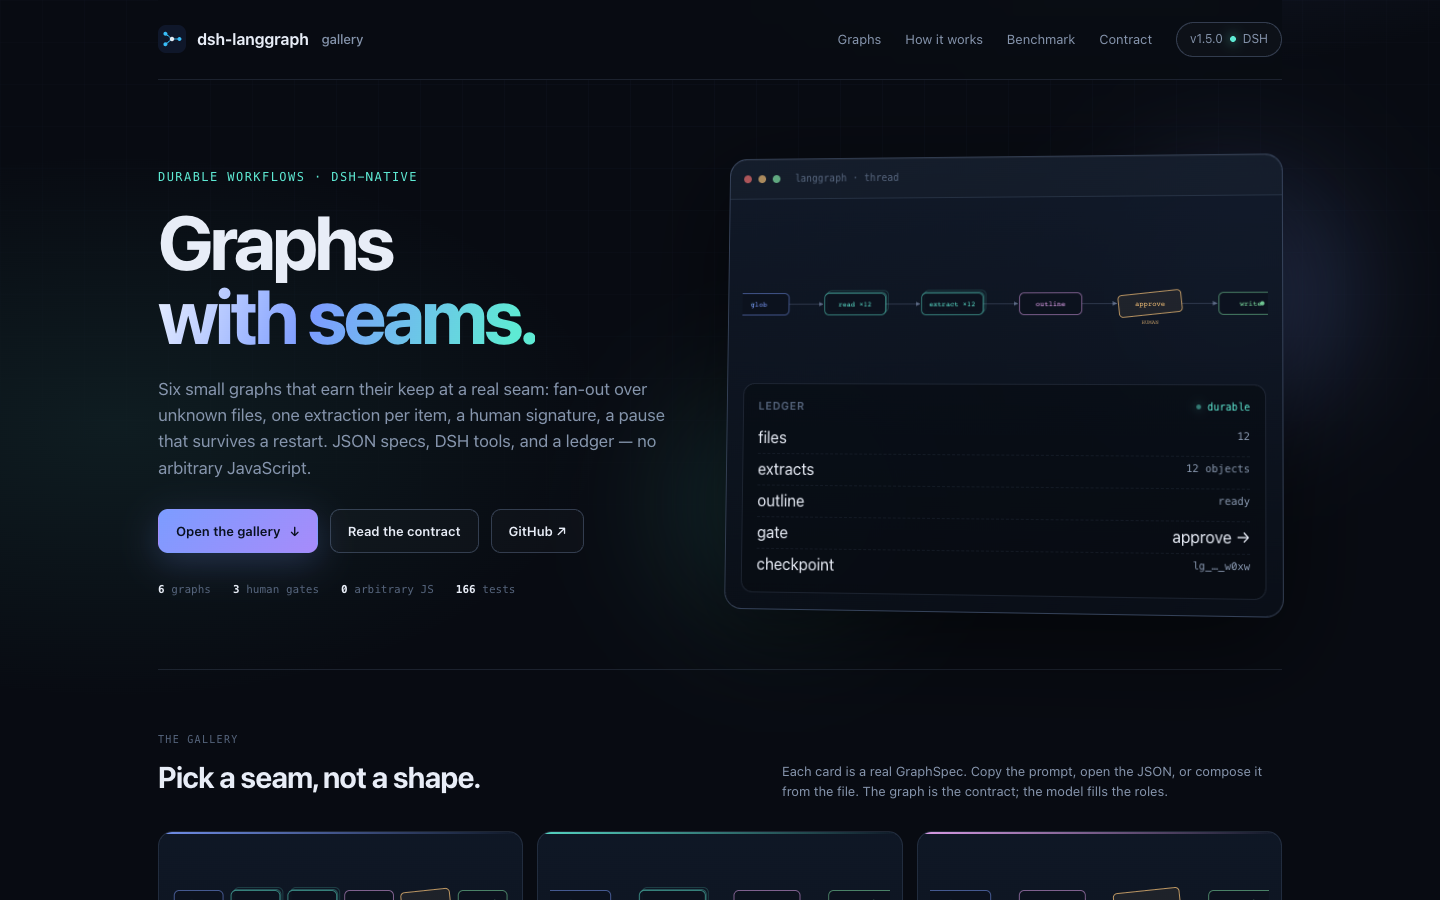 dsh-langgraph gallery
Graphs How it works Benchmark Contract v1.5.0 DSH
DURABLE WORKFLOWS · DSH-NATIVE
Graphs
with seams.
Six small graphs that earn their keep at a real seam: fan-out over
unknown files, one extraction per item, a human signature, a pause
that survives a restart. JSON specs, DSH tools, and a ledger — no
arbitrary JavaScript.
Open the gallery ↓ Read the contract GitHub ↗
6 graphs 3 human gates 0 arbitrary JS 166 tests
langgraph · thread
glob read ×12 extract ×12 outline approve write
HUMAN
LEDGER durable
files 12
extracts 12 objects
outline ready
gate approve →
checkpoint lg_…_w0xw
THE GALLERY
Pick a seam, not a shape.
Each card is a real GraphSpec. Copy the prompt, open the JSON, or compose it
from the file. The graph is the contract; the model fills the roles.